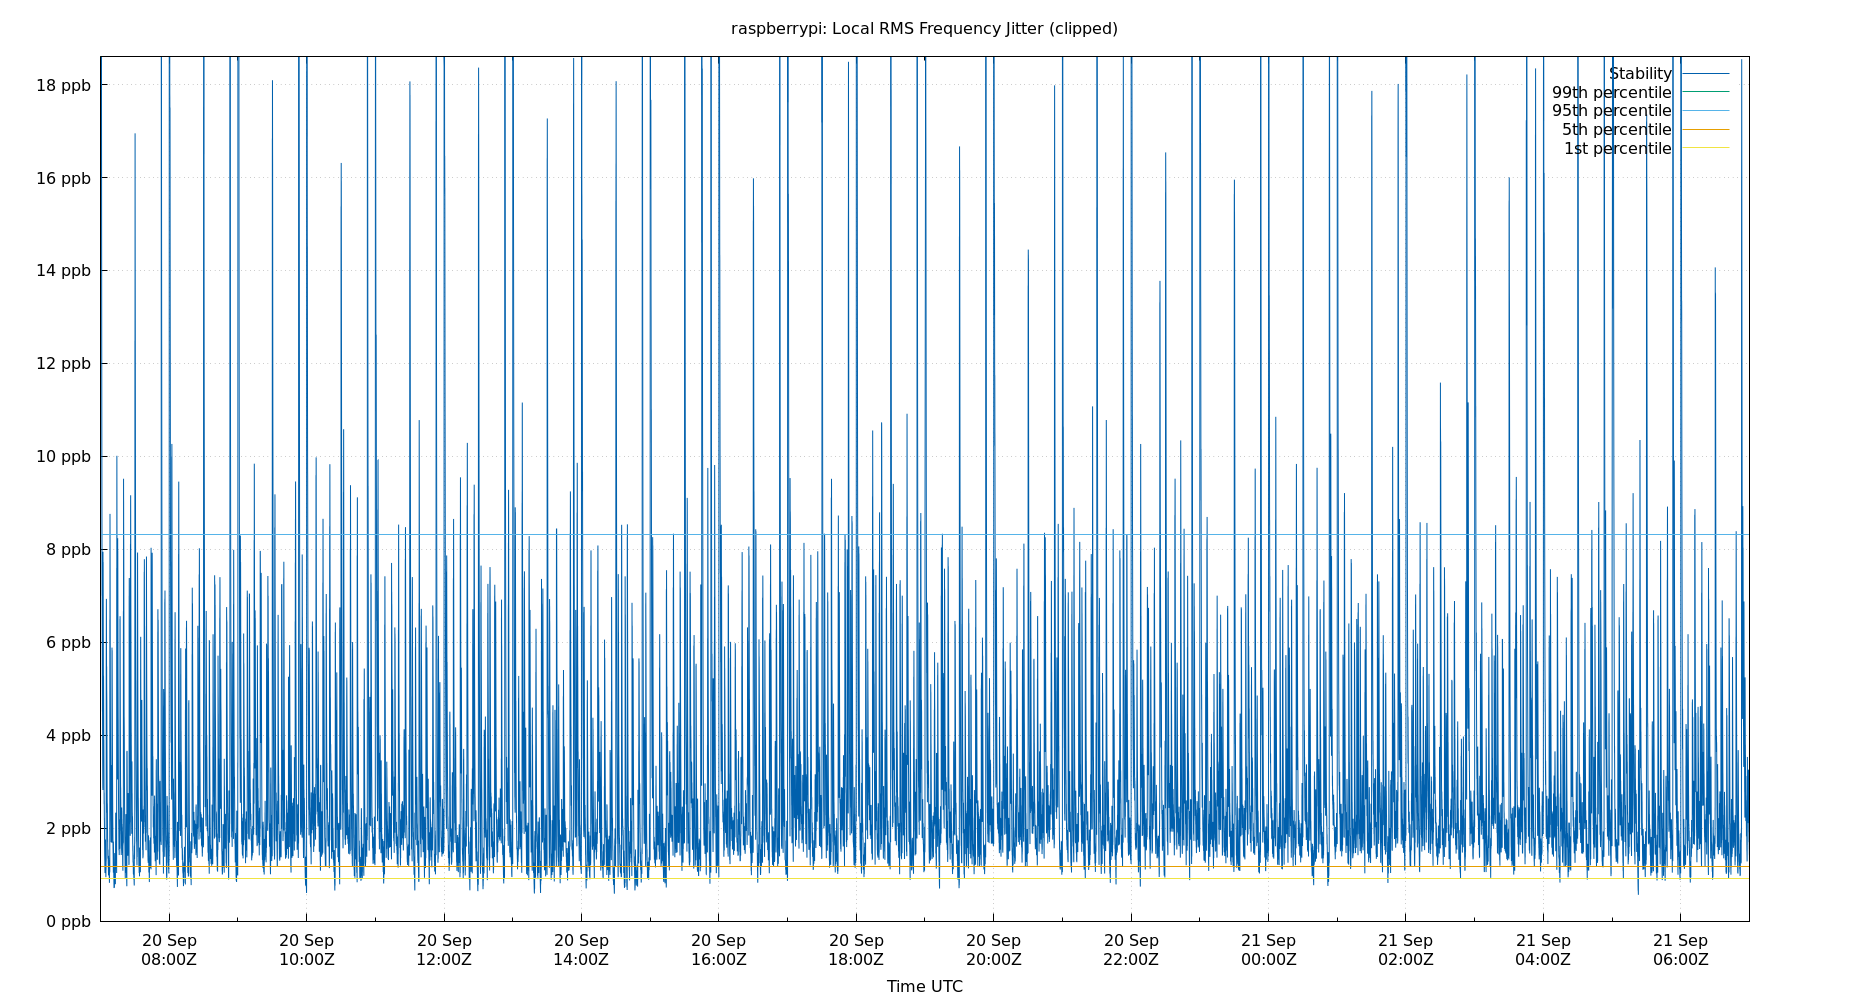 raspberrypi: Local RMS Frequency Jitter (clipped)
18 ppb
16 ppb
14 ppb
12 ppb
10 ppb
8 ppb
6 ppb
4 ppb
2 ppb
0 ppb
Stability
99th percentile
95th percentile
5th percentile
1st percentile
20 Sep 20 Sep 20 Sep 20 Sep 20 Sep 20 Sep 20 Sep 20 Sep 21 Sep 21 Sep 21 Sep 21 Sep
08:00Z 10:00Z 12:00Z 14:00Z 16:00Z 18:00Z 20:00Z 22:00Z 00:00Z 02:00Z 04:00Z 06:00Z
Time UTC